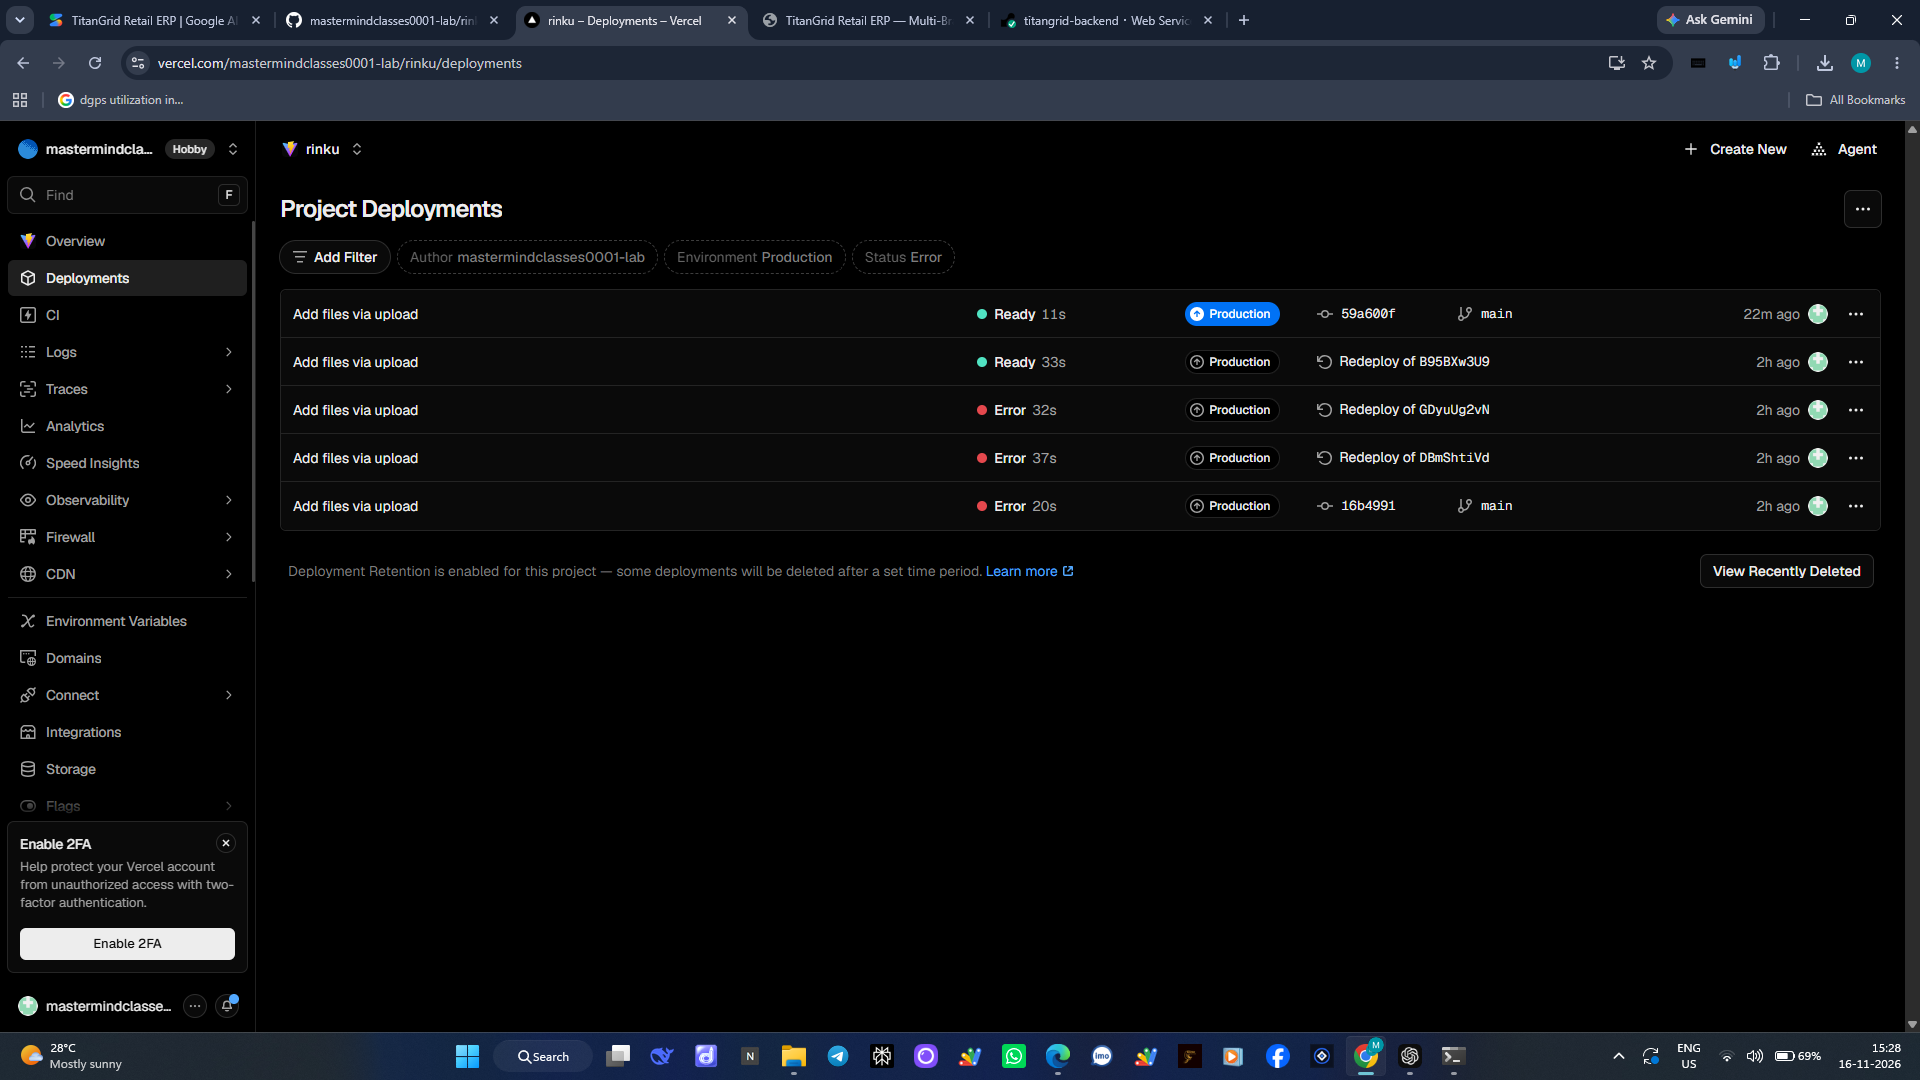 TitanGrid Retail ERP | Google AI
mastermindclasses0001-lab/rink
rinku – Deployments – Vercel
TitanGrid Retail ERP — Multi-Br
titangrid-backend · Web Servic
Ask Gemini
vercel.com/mastermindclasses0001-lab/rinku/deployments
M
dgps utilization in...
All Bookmarks
mastermindcla...
Hobby
rinku
Create New
Agent
Find
F
Project Deployments
Overview
Add Filter
Author mastermindclasses0001-lab
Environment Production
Status Error
Deployments
CI
Add files via upload
Ready 11s
Production
59a600f
main
22m ago
Logs
Add files via upload
Ready 33s
Production
Redeploy of B95BXw3U9
2h ago
Traces
Add files via upload
Error 32s
Production
Redeploy of GDyuUg2vN
2h ago
Analytics
Speed Insights
Add files via upload
Error 37s
Production
Redeploy of DBmShtiVd
2h ago
Observability
Add files via upload
Error 20s
Production
16b4991
main
2h ago
Firewall
CDN
Deployment Retention is enabled for this project — some deployments will be deleted after a set time period. Learn more
View Recently Deleted
Environment Variables
Domains
Connect
Integrations
Storage
Flags
Enable 2FA
Help protect your Vercel account
from unauthorized access with two-
factor authentication.
Enable 2FA
mastermindclasse...
28°C
Mostly sunny
Search
N
imo
M
ENG
US
69%
15:28
16-11-2026